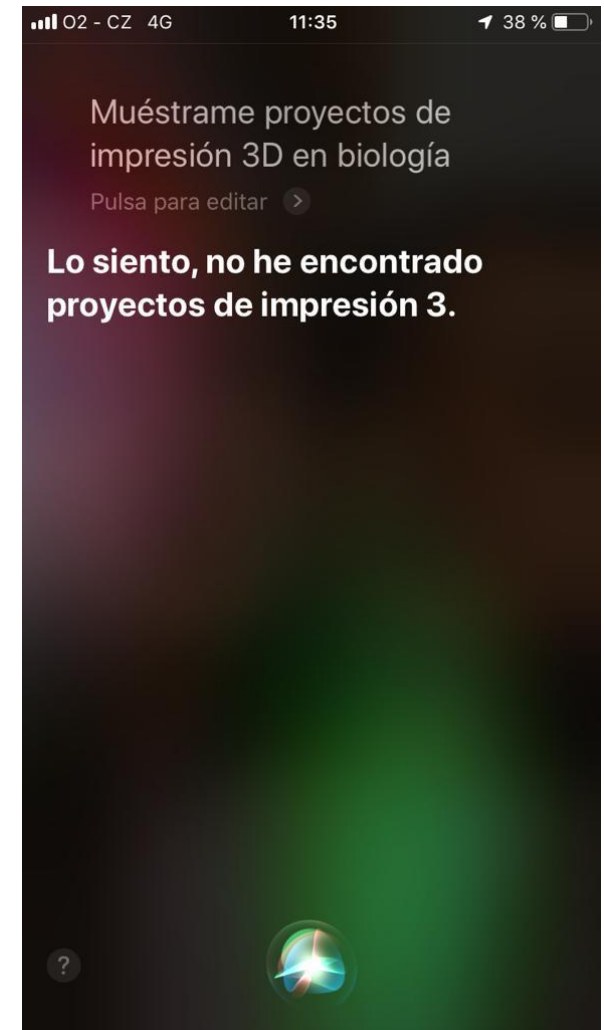 O2 - CZ 4G 11:35 38 %
Muéstrame proyectos de
impresión 3D en biología
Pulsa para editar >
Lo siento, no he encontrado
proyectos de impresión 3.
?